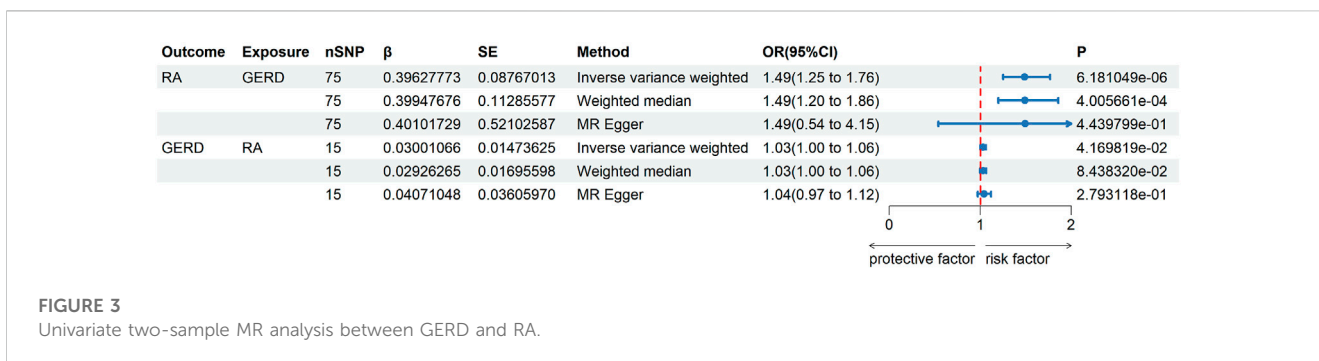 Outcome Exposure nSNP β SE Method OR(95%CI) P
RA GERD 75 0.39627773 0.08767013 Inverse variance weighted 1.49(1.25 to 1.76) 6.181049e-06
75 0.39947676 0.11285577 Weighted median 1.49(1.20 to 1.86) 4.005661e-04
75 0.40101729 0.52102587 MR Egger 1.49(0.54 to 4.15) 4.439799e-01
GERD RA 15 0.03001066 0.01473625 Inverse variance weighted 1.03(1.00 to 1.06) 4.169819e-02
15 0.02926265 0.01695598 Weighted median 1.03(1.00 to 1.06) 8.438320e-02
15 0.04071048 0.03605970 MR Egger 1.04(0.97 to 1.12) 2.793118e-01
0 1 2
protective factor risk factor
FIGURE 3
Univariate two-sample MR analysis between GERD and RA.